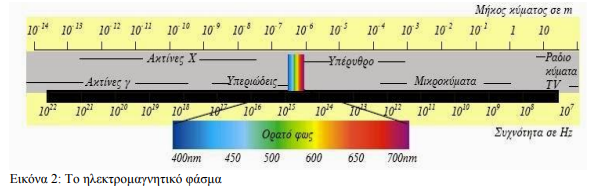 Μήκος κύματος σε m
10⁻¹⁴ 10⁻¹³ 10⁻¹² 10⁻¹¹ 10⁻¹⁰ 10⁻⁹ 10⁻⁸ 10⁻⁷ 10⁻⁶ 10⁻⁵ 10⁻⁴ 10⁻³ 10⁻² 10⁻¹ 1 10
Ακτίνες Χ Υπέρυθρο Ραδιο
κύματα
Ακτίνες γ Υπεριώδεις Μικροκύματα TV
10²² 10²¹ 10²⁰ 10¹⁹ 10¹⁸ 10¹⁷ 10¹⁶ 10¹⁵ 10¹⁴ 10¹³ 10¹² 10¹¹ 10¹⁰ 10⁹ 10⁸ 10⁷
Συχνότητα σε Hz
Ορατό φως
400nm 450 500 600 650 700nm
Εικόνα 2: Το ηλεκτρομαγνητικό φάσμα